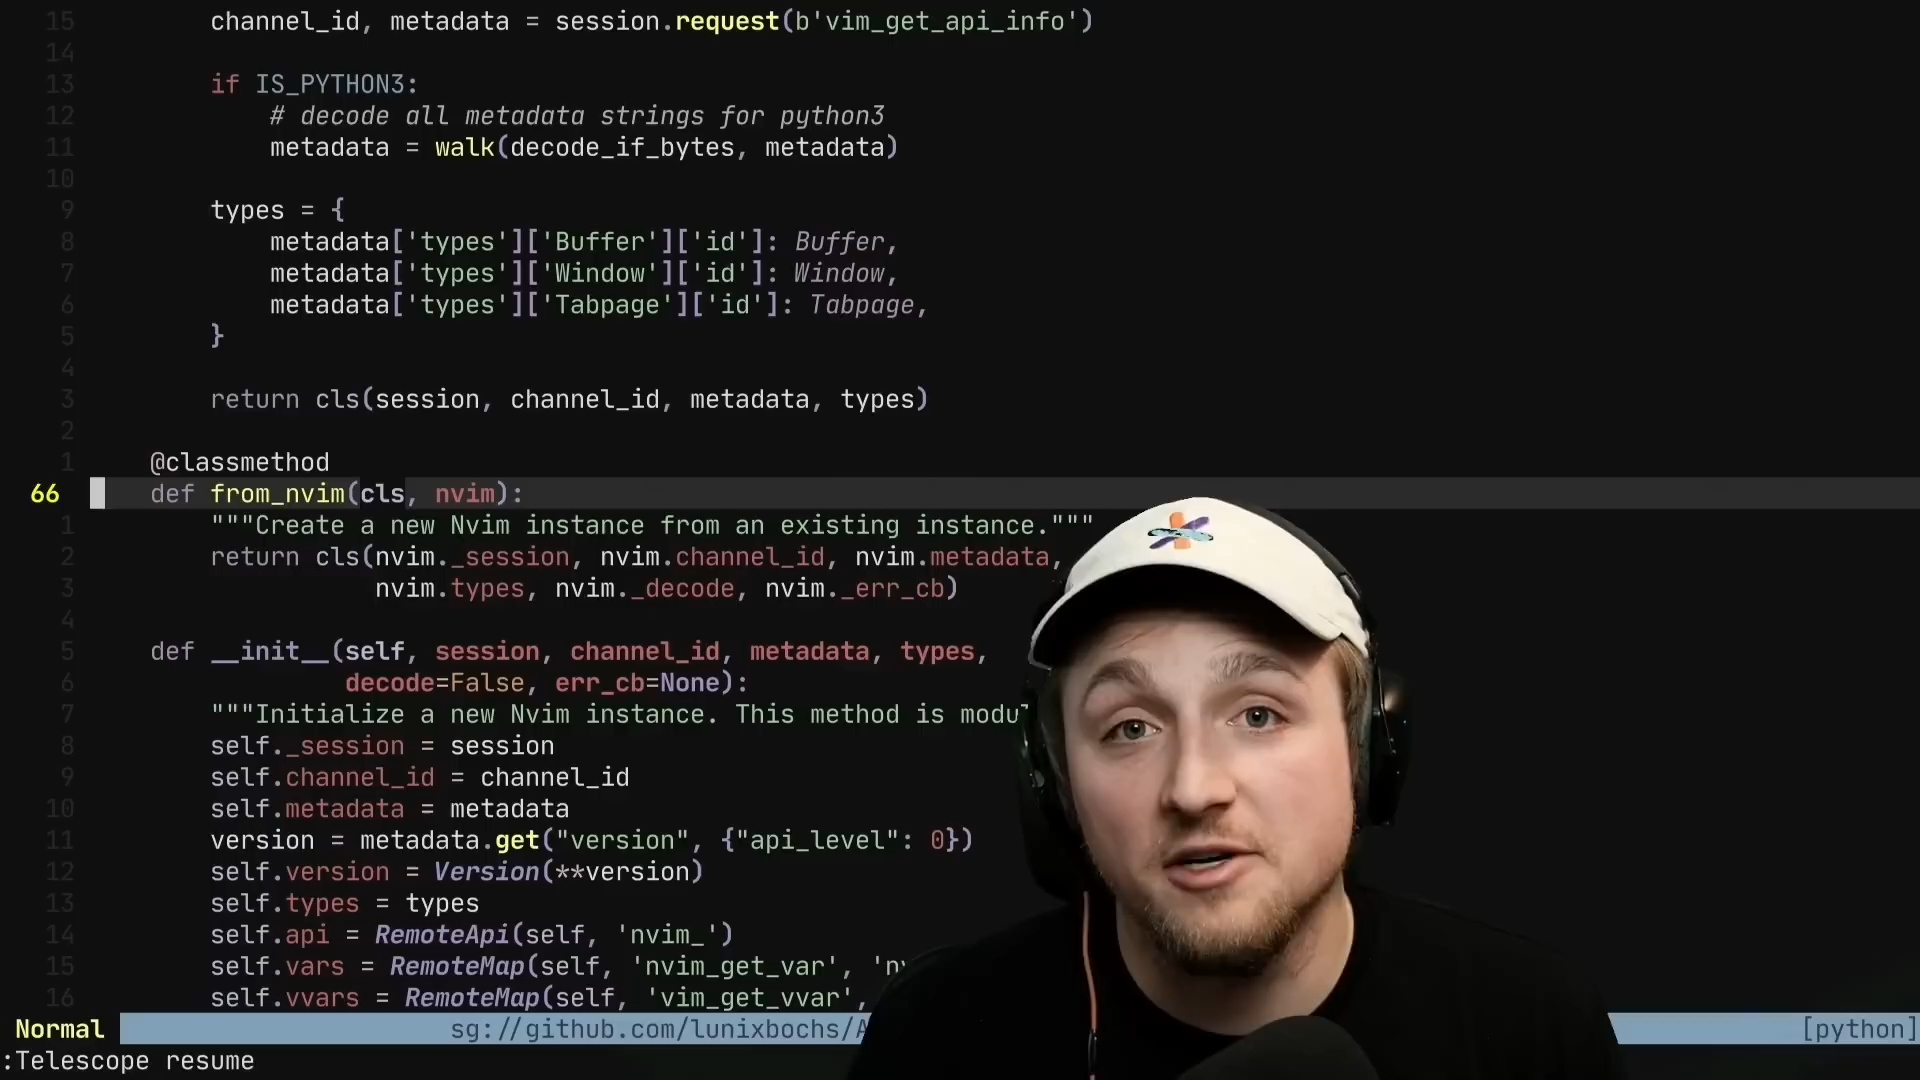 15 channel_id, metadata = session.request(b'vim_get_api_info')
14
13 if IS_PYTHON3:
12 # decode all metadata strings for python3
11 metadata = walk(decode_if_bytes, metadata)
10
9 types = {
8 metadata['types']['Buffer']['id']: Buffer,
7 metadata['types']['Window']['id']: Window,
6 metadata['types']['Tabpage']['id']: Tabpage,
5 }
4
3 return cls(session, channel_id, metadata, types)
2
1 @classmethod
66 def from_nvim(cls, nvim):
1 """Create a new Nvim instance from an existing instance."""
2 return cls(nvim._session, nvim.channel_id, nvim.metadata,
3 nvim.types, nvim._decode, nvim._err_cb)
4
5 def __init__(self, session, channel_id, metadata, types,
6 decode=False, err_cb=None):
7 """Initialize a new Nvim instance. This method is modu
8 self._session = session
9 self.channel_id = channel_id
10 self.metadata = metadata
11 version = metadata.get("version", {"api_level": 0})
12 self.version = Version(**version)
13 self.types = types
14 self.api = RemoteApi(self, 'nvim_')
15 self.vars = RemoteMap(self, 'nvim_get_var', 'nv
16 self.vvars = RemoteMap(self, 'vim_get_vvar',
Normal sg://github.com/lunixbochs/A [python]
:Telescope resume